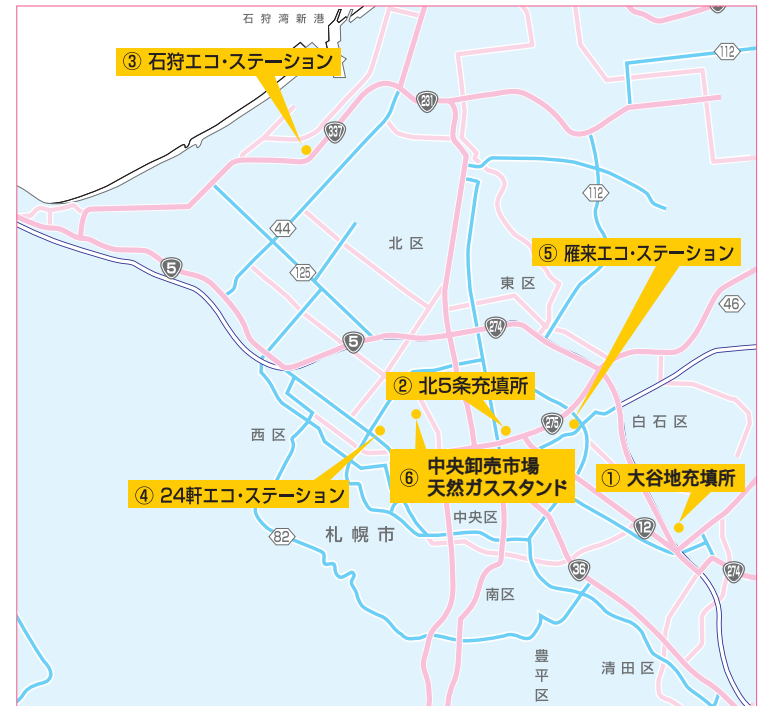 石狩湾新港
③ 石狩エコ・ステーション
112
231
337
112
44
北区
⑤ 雁来エコ・ステーション
5
125
東区
46
274
5
② 北5条充填所
275
白石区
西区
⑥ 中央卸売市場
天然ガススタンド
① 大谷地充填所
④ 24軒エコ・ステーション
中央区
札幌市
82
12
36
274
南区
豊平区
清田区